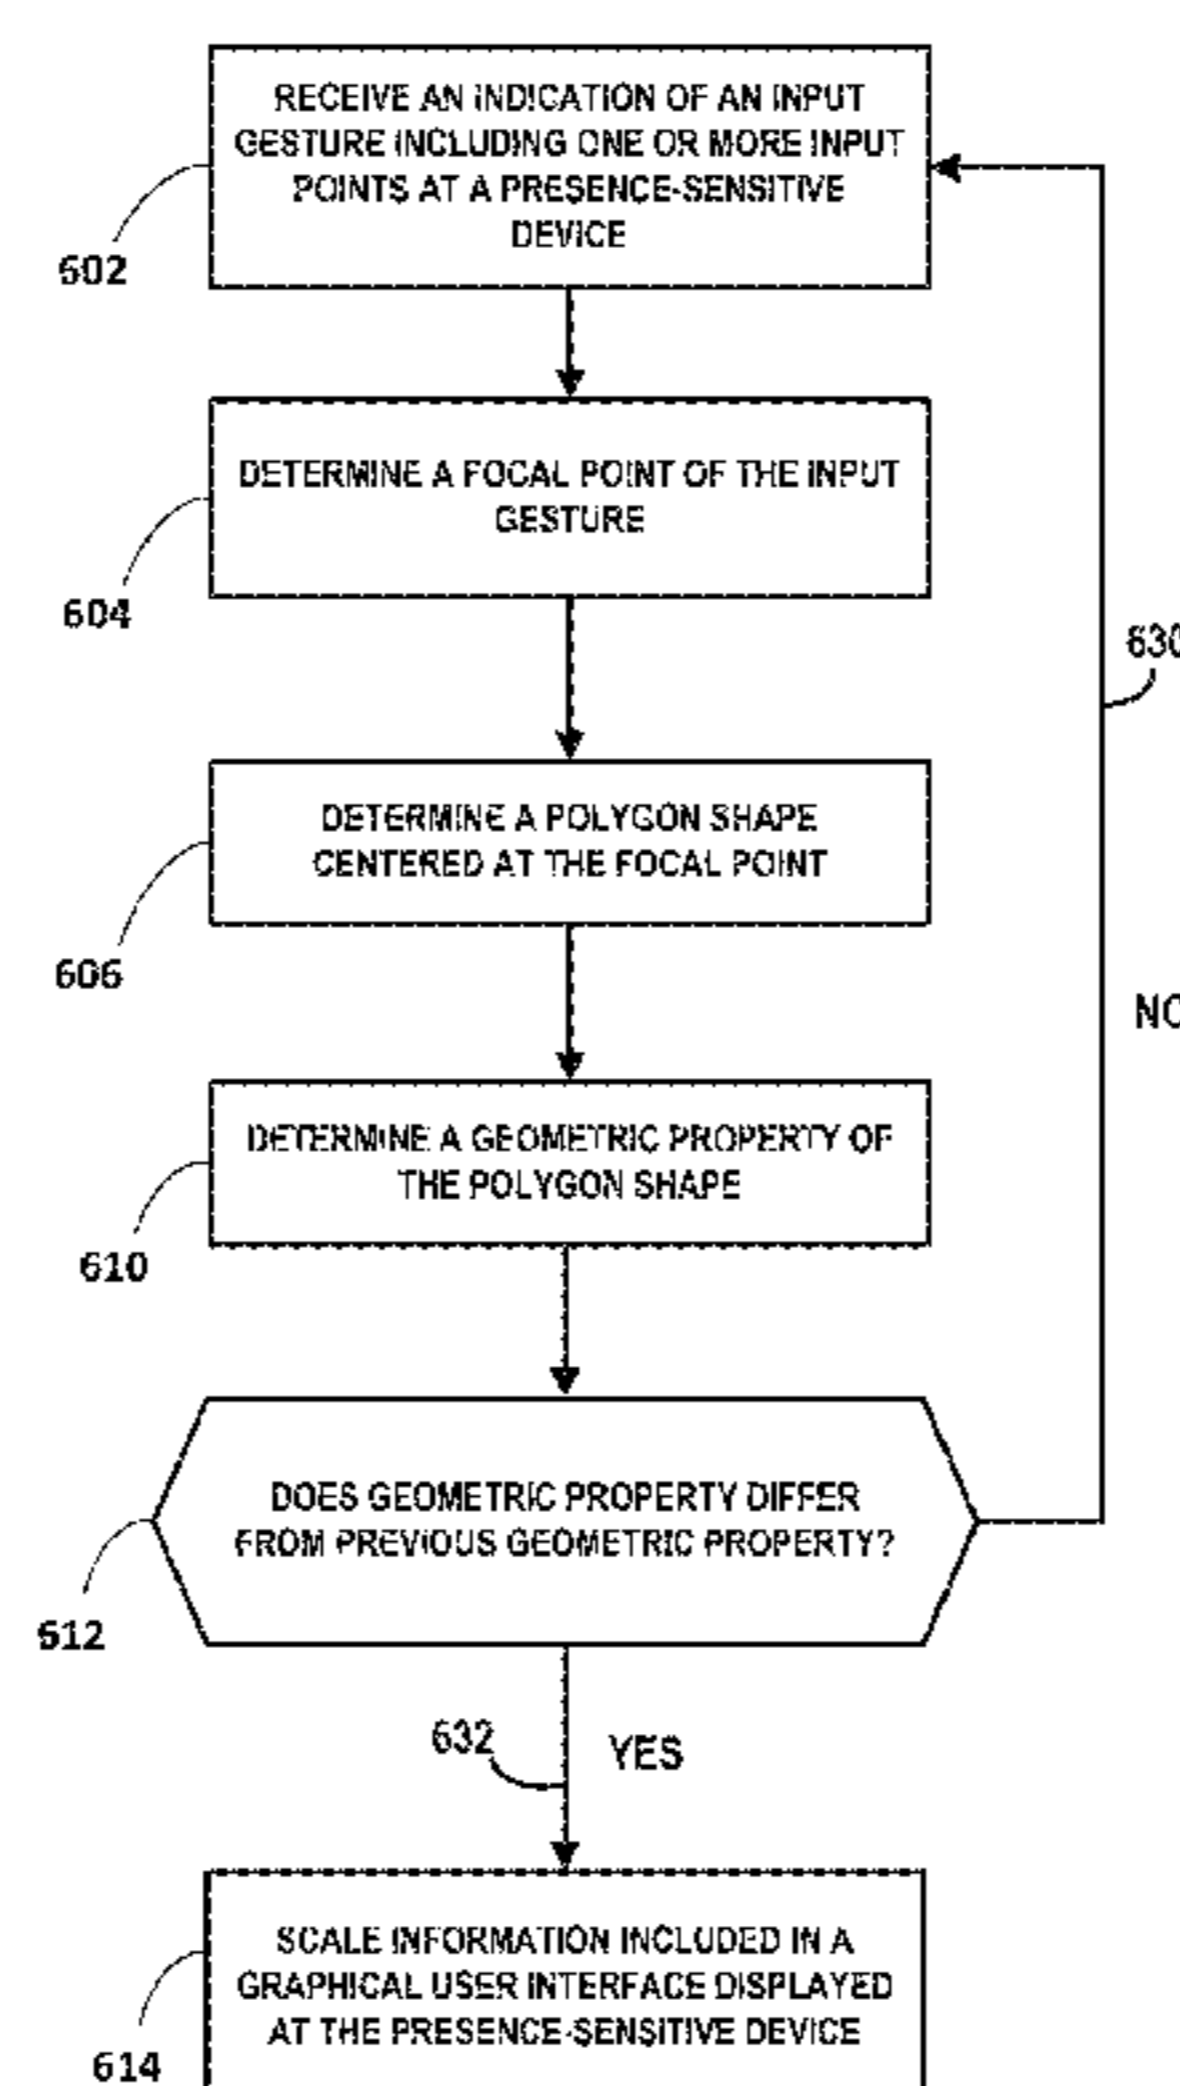 RECEIVE AN INDICATION OF AN INPUT
GESTURE INCLUDING ONE OR MORE INPUT
POINTS AT A PRESENCE-SENSITIVE
DEVICE
602
DETERMINE A FOCAL POINT OF THE INPUT
GESTURE
604
630
DETERMINE A POLYGON SHAPE
CENTERED AT THE FOCAL POINT
606
NO
DETERMINE A GEOMETRIC PROPERTY OF
THE POLYGON SHAPE
610
DOES GEOMETRIC PROPERTY DIFFER
FROM PREVIOUS GEOMETRIC PROPERTY?
612
632
YES
SCALE INFORMATION INCLUDED IN A
GRAPHICAL USER INTERFACE DISPLAYED
AT THE PRESENCE-SENSITIVE DEVICE
614